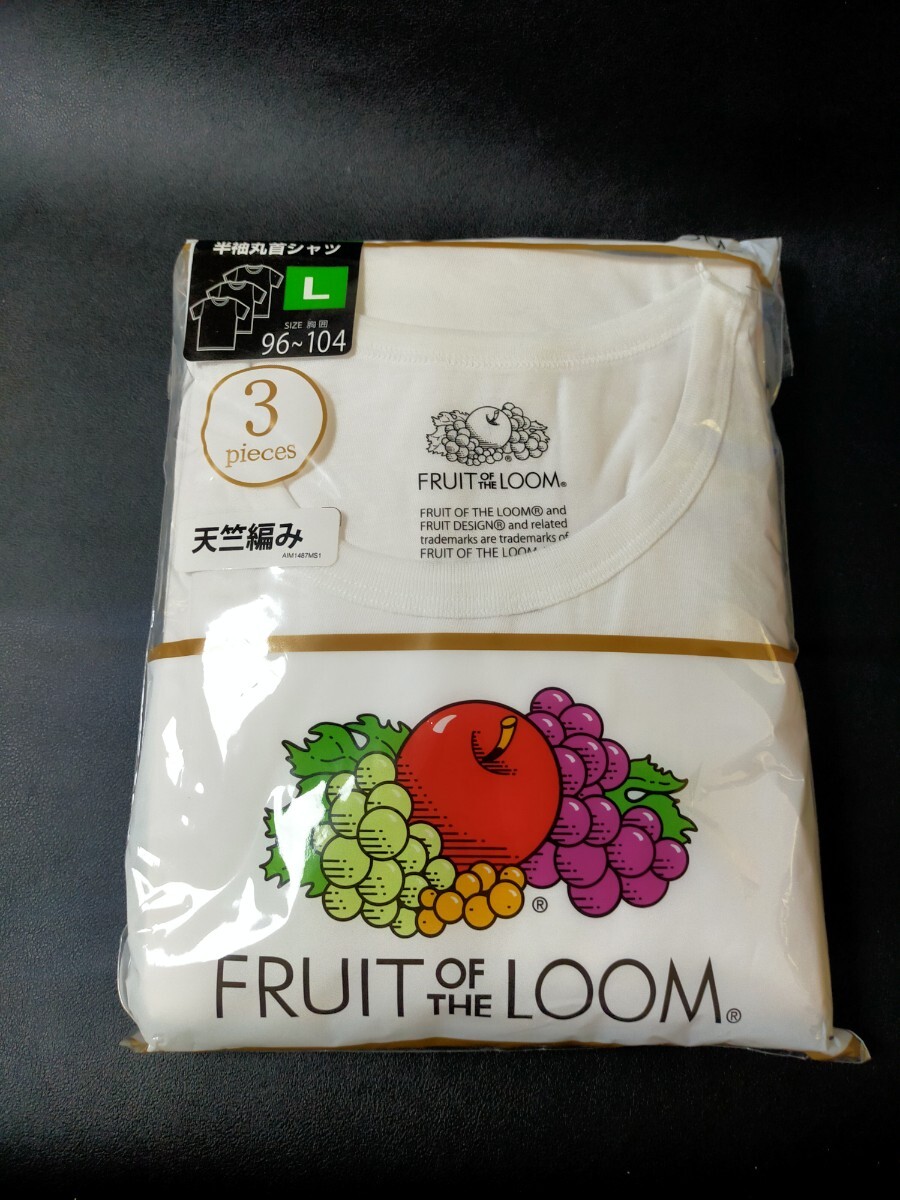 半袖丸首シャツ
L
SIZE 胸囲
96~104
3
pieces
天竺編み
AIM1467MS1
®
FRUIT OF THE LOOM®
FRUIT OF THE LOOM® and
FRUIT DESIGN® and related
trademarks are trademarks of
FRUIT OF THE LOOM
®
FRUIT OF THE LOOM®